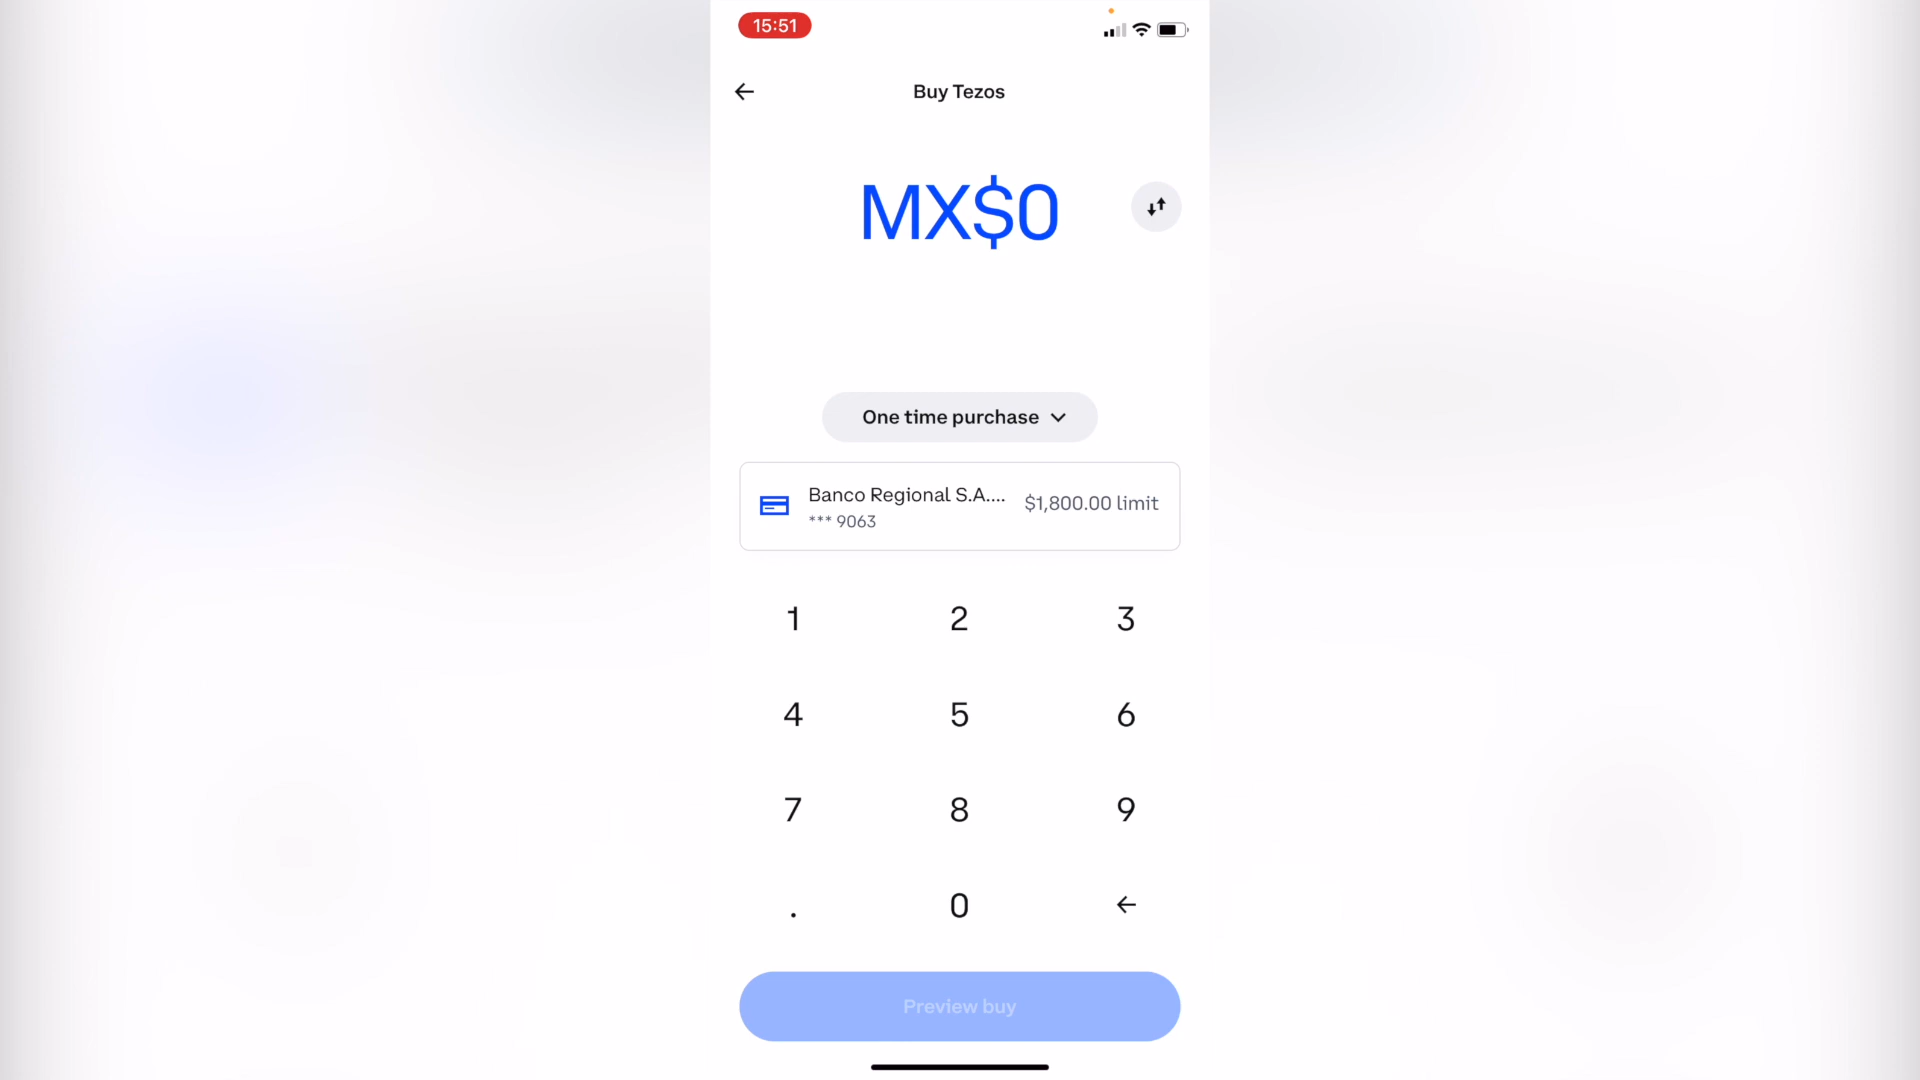 15:51
Buy Tezos
MX$0
One time purchase
Banco Regional S.A....
$1,800.00 limit
*** 9063
1 2 3
4 5 6
7 8 9
. 0
Preview buy